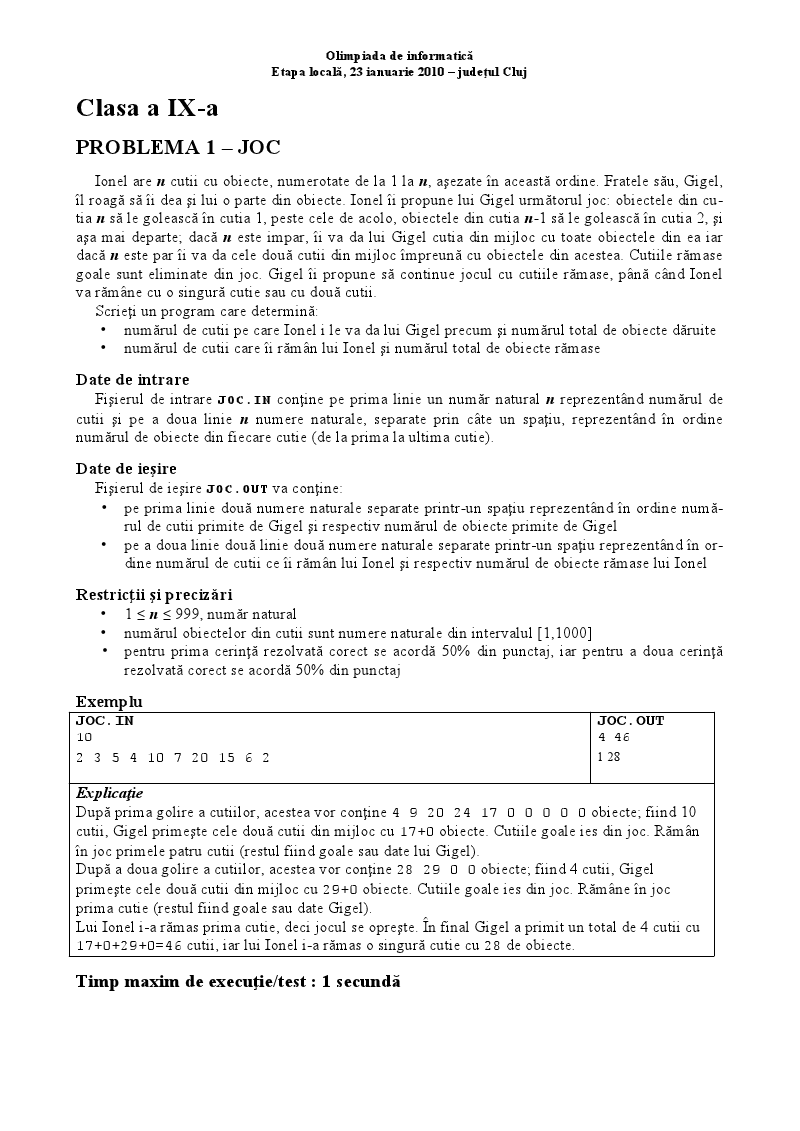 Olimpiada de informatică
Etapa locală, 23 ianuarie 2010 – județul Cluj
Clasa a IX-a
PROBLEMA 1 – JOC
Ionel are n cutii cu obiecte, numerotate de la 1 la n, aşezate în această ordine. Fratele său, Gigel,
îl roagă să îi dea şi lui o parte din obiecte. Ionel îi propune lui Gigel următorul joc: obiectele din cu-
tia n să le golească în cutia 1, peste cele de acolo, obiectele din cutia n-1 să le golească în cutia 2, şi
aşa mai departe; dacă n este impar, îi va da lui Gigel cutia din mijloc cu toate obiectele din ea iar
dacă n este par îi va da cele două cutii din mijloc împreună cu obiectele din acestea. Cutiile rămase
goale sunt eliminate din joc. Gigel îi propune să continue jocul cu cutiile rămase, până când Ionel
va rămâne cu o singură cutie sau cu două cutii.
Scrieţi un program care determină:
• numărul de cutii pe care Ionel i le va da lui Gigel precum şi numărul total de obiecte dăruite
• numărul de cutii care îi rămân lui Ionel şi numărul total de obiecte rămase
Date de intrare
Fişierul de intrare JOC.IN conţine pe prima linie un număr natural n reprezentând numărul de
cutii şi pe a doua linie n numere naturale, separate prin câte un spaţiu, reprezentând în ordine
numărul de obiecte din fiecare cutie (de la prima la ultima cutie).
Date de ieşire
Fişierul de ieşire JOC.OUT va conţine:
• pe prima linie două numere naturale separate printr-un spaţiu reprezentând în ordine numă-
rul de cutii primite de Gigel şi respectiv numărul de obiecte primite de Gigel
• pe a doua linie două linie două numere naturale separate printr-un spaţiu reprezentând în or-
dine numărul de cutii ce îi rămân lui Ionel şi respectiv numărul de obiecte rămase lui Ionel
Restricţii şi precizări
• 1 ≤ n ≤ 999, număr natural
• numărul obiectelor din cutii sunt numere naturale din intervalul [1,1000]
• pentru prima cerinţă rezolvată corect se acordă 50% din punctaj, iar pentru a doua cerinţă
rezolvată corect se acordă 50% din punctaj
Exemplu
JOC.IN JOC.OUT
10 4 46
2 3 5 4 10 7 20 15 6 2 1 28
Explicaţie
După prima golire a cutiilor, acestea vor conţine 4 9 20 24 17 0 0 0 0 0 obiecte; fiind 10
cutii, Gigel primeşte cele două cutii din mijloc cu 17+0 obiecte. Cutiile goale ies din joc. Rămân
în joc primele patru cutii (restul fiind goale sau date lui Gigel).
După a doua golire a cutiilor, acestea vor conţine 28 29 0 0 obiecte; fiind 4 cutii, Gigel
primeşte cele două cutii din mijloc cu 29+0 obiecte. Cutiile goale ies din joc. Rămâne în joc
prima cutie (restul fiind goale sau date Gigel).
Lui Ionel i-a rămas prima cutie, deci jocul se opreşte. În final Gigel a primit un total de 4 cutii cu
17+0+29+0=46 cutii, iar lui Ionel i-a rămas o singură cutie cu 28 de obiecte.
Timp maxim de execuţie/test : 1 secundă